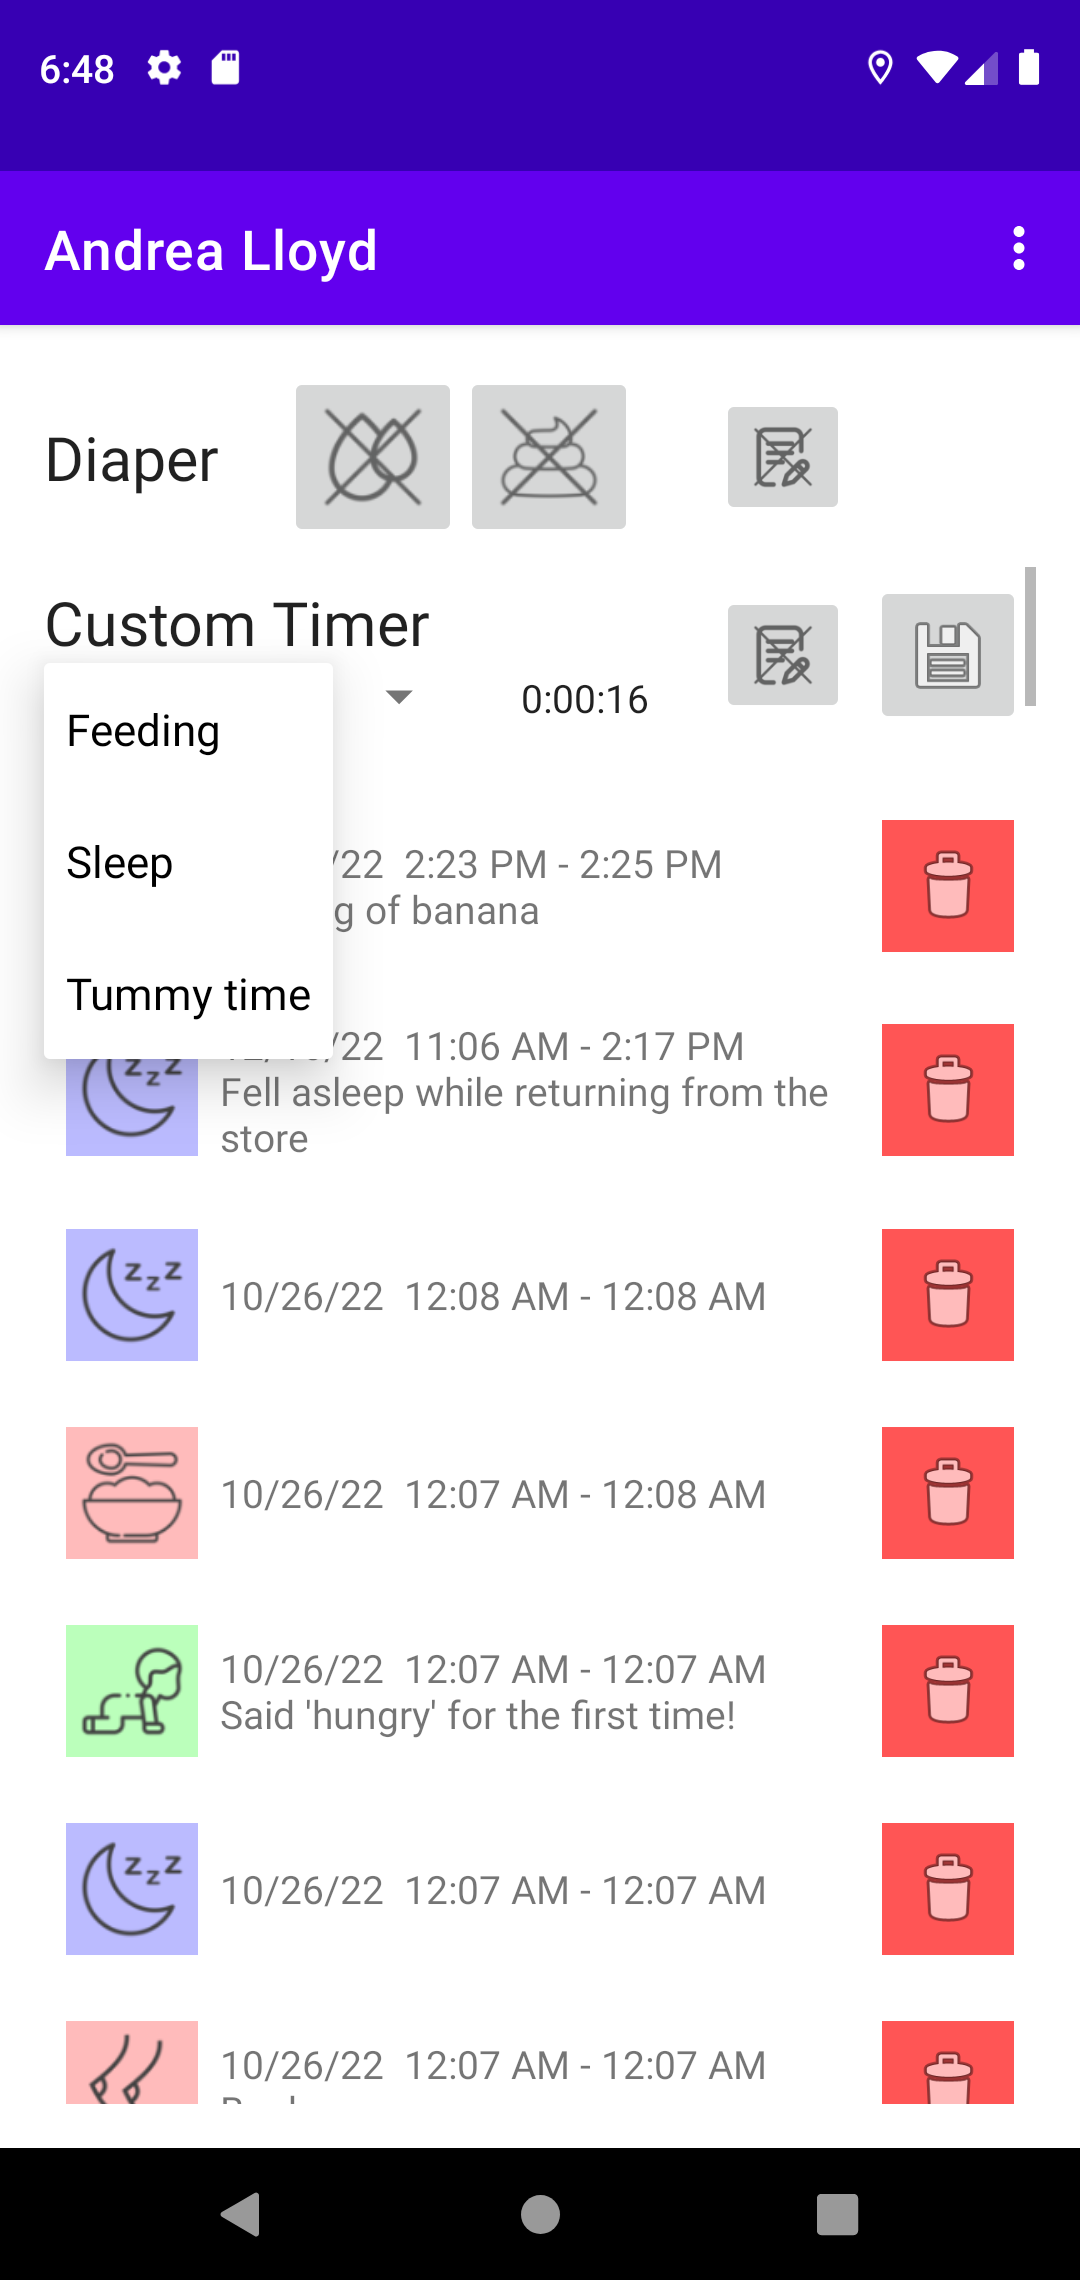 6:48
Andrea Lloyd
Diaper
Custom Timer
0:00:16
Feeding
Sleep
Tummy time
/22 2:23 PM - 2:25 PM
g of banana
/22 11:06 AM - 2:17 PM
Fell asleep while returning from the
store
10/26/22 12:08 AM - 12:08 AM
10/26/22 12:07 AM - 12:08 AM
10/26/22 12:07 AM - 12:07 AM
Said 'hungry' for the first time!
10/26/22 12:07 AM - 12:07 AM
10/26/22 12:07 AM - 12:07 AM